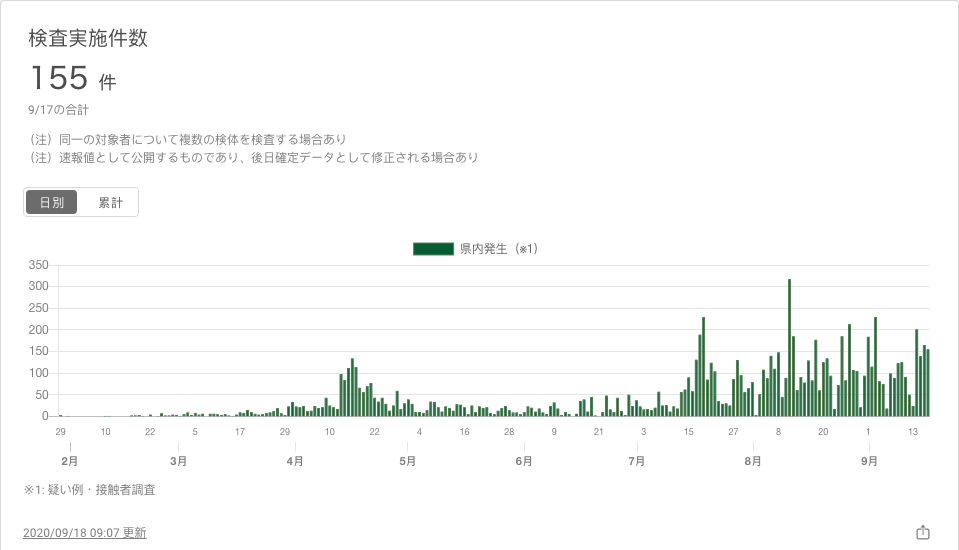 検査実施件数
155 件
9/17の合計
（注）同一の対象者について複数の検体を検査する場合あり
（注）速報値として公開するものであり、後日確定データとして修正される場合あり
日別 累計
県内発生（※1）
350
300
250
200
150
100
50
0
29 10 22 5 17 29 10 22 4 16 28 9 21 3 15 27 8 20 1 13
2月 3月 4月 5月 6月 7月 8月 9月
※1: 疑い例・接触者調査
2020/09/18 09:07 更新